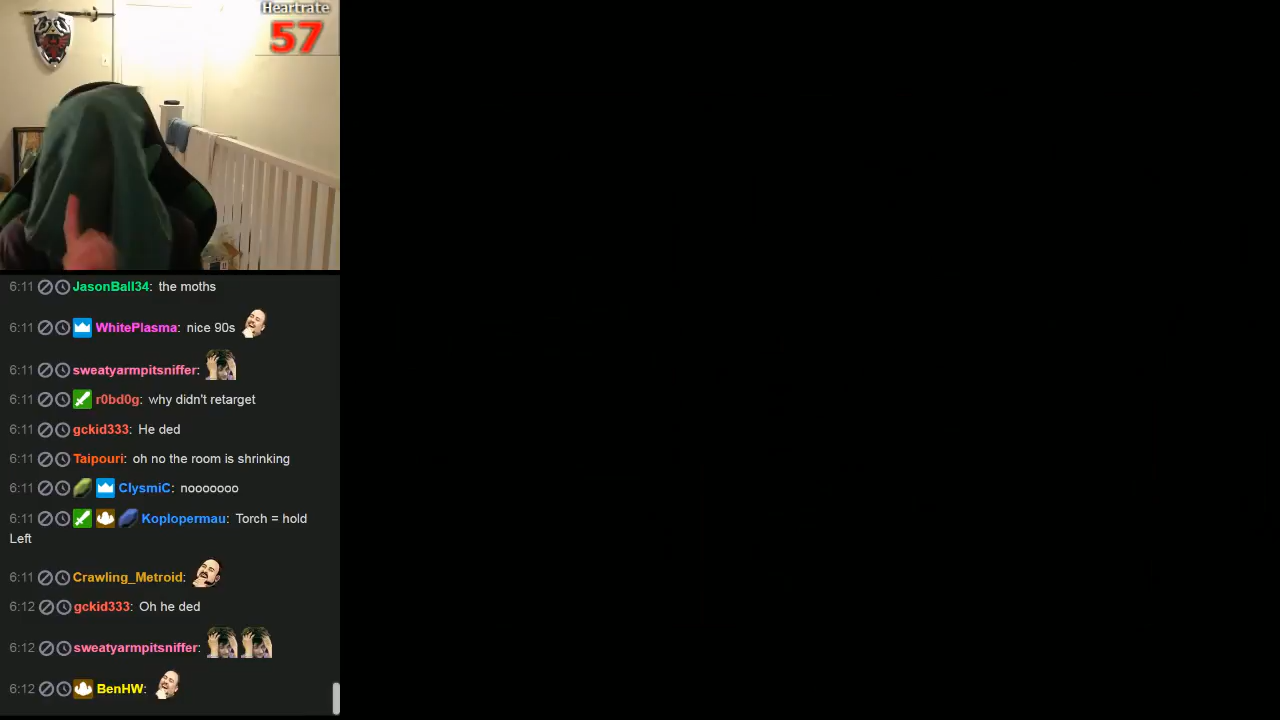 Heartrate
57
6:11 JasonBall34: the moths
6:11 WhitePlasma: nice 90s
6:11 sweatyarmpitsniffer:
6:11 r0bd0g: why didn't retarget
6:11 gckid333: He ded
6:11 Taipouri: oh no the room is shrinking
6:11 ClysmiC: nooooooo
6:11 Koplopermau: Torch = hold
Left
6:11 Crawling_Metroid:
6:12 gckid333: Oh he ded
6:12 sweatyarmpitsniffer:
6:12 BenHW: